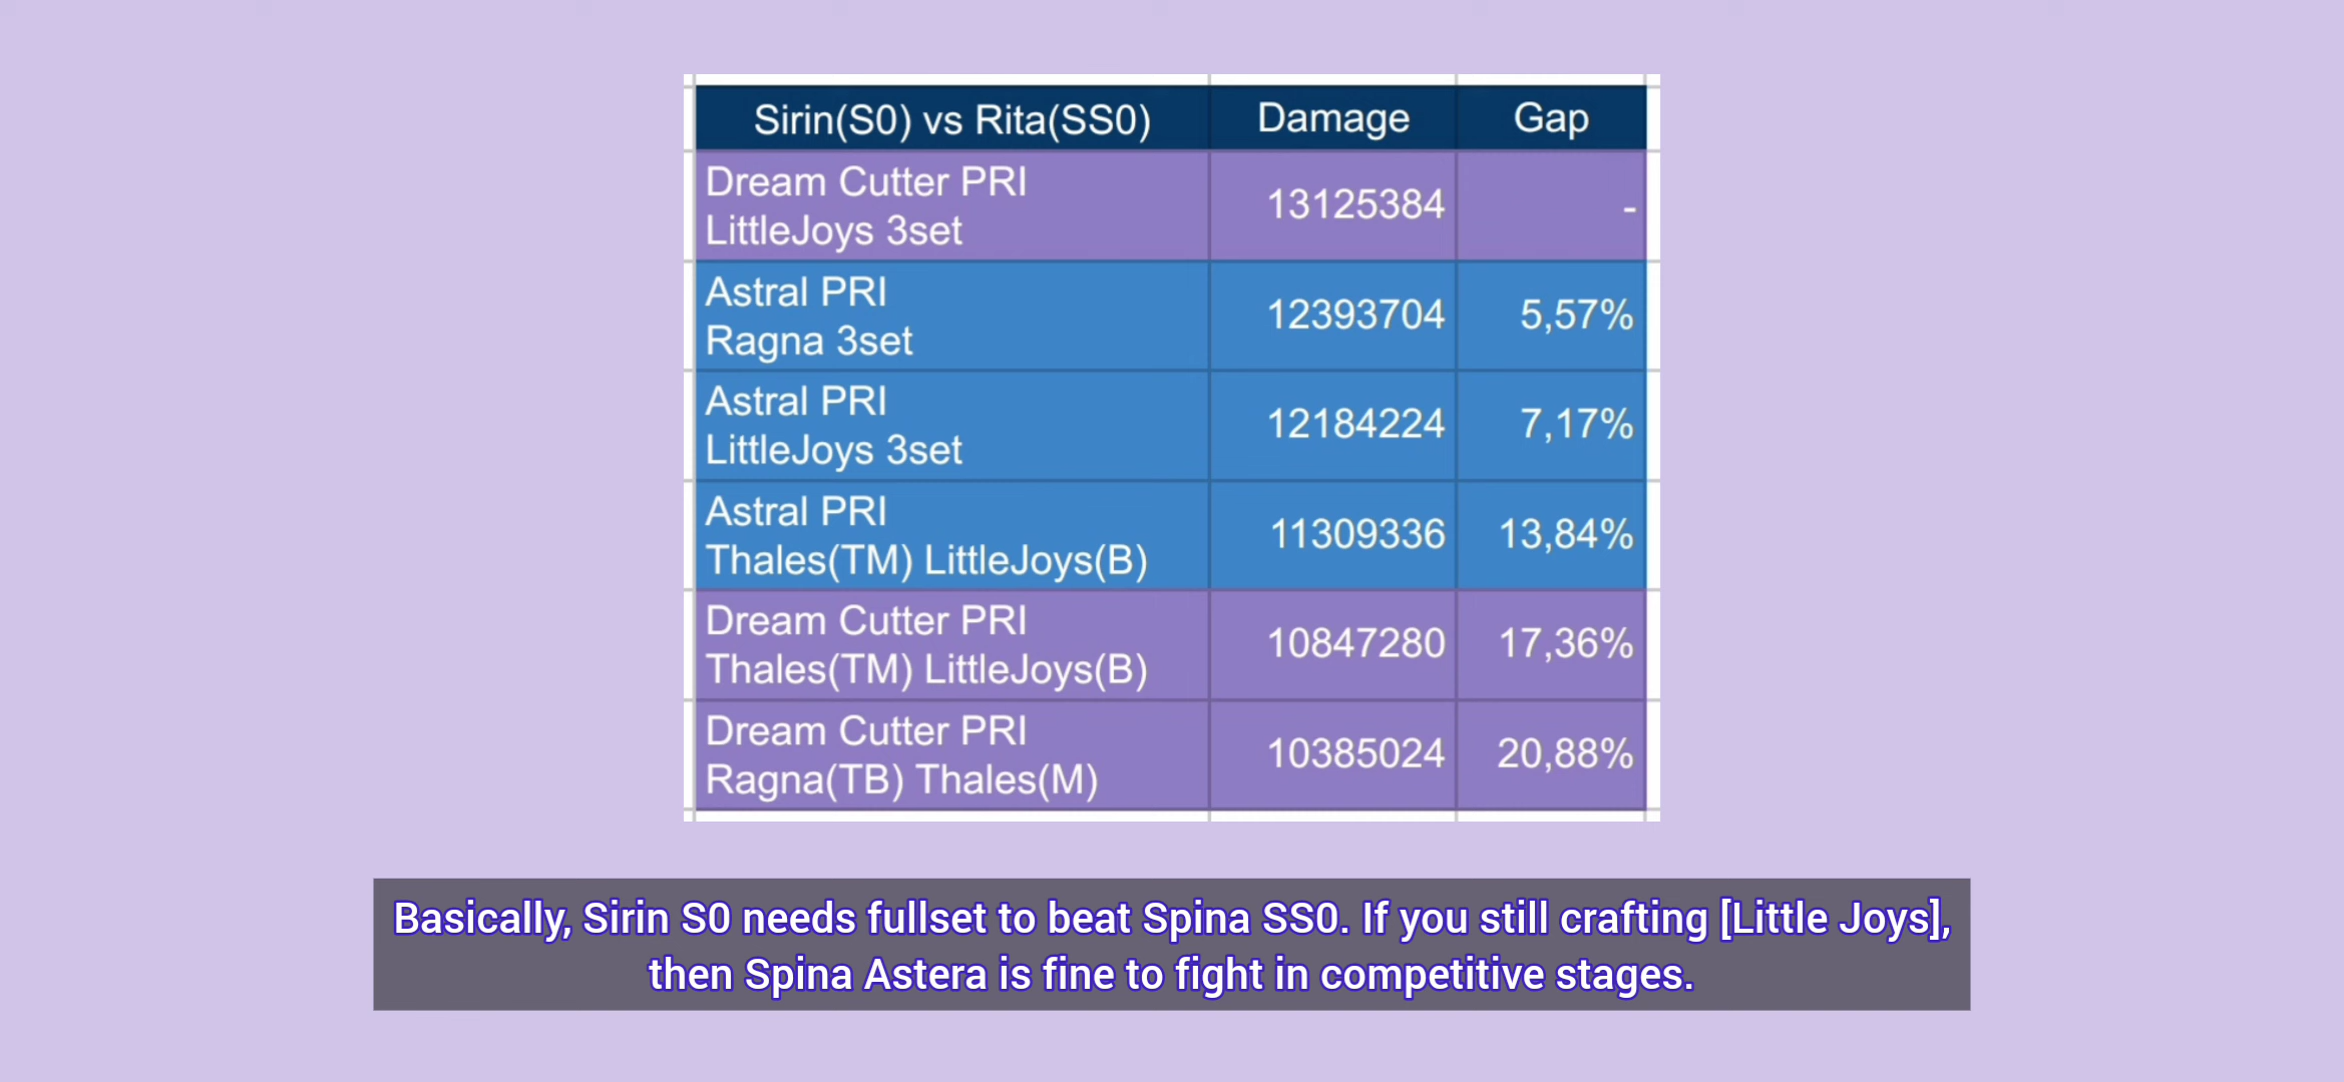 Sirin(S0) vs Rita(SS0) Damage Gap
Dream Cutter PRI
LittleJoys 3set
13125384 -
Astral PRI
Ragna 3set
12393704 5,57%
Astral PRI
LittleJoys 3set
12184224 7,17%
Astral PRI
Thales(TM) LittleJoys(B)
11309336 13,84%
Dream Cutter PRI
Thales(TM) LittleJoys(B)
10847280 17,36%
Dream Cutter PRI
Ragna(TB) Thales(M)
10385024 20,88%
Basically, Sirin S0 needs fullset to beat Spina SS0. If you still crafting [Little Joys],
then Spina Astera is fine to fight in competitive stages.